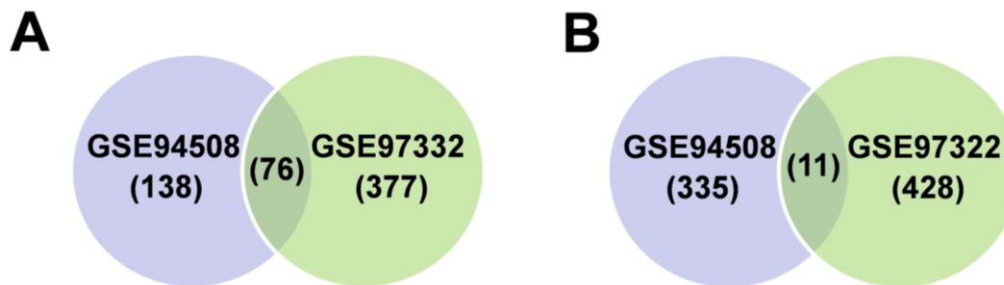 A
GSE94508
(138)
(76)
GSE97332
(377)
B
GSE94508
(335)
(11)
GSE97322
(428)